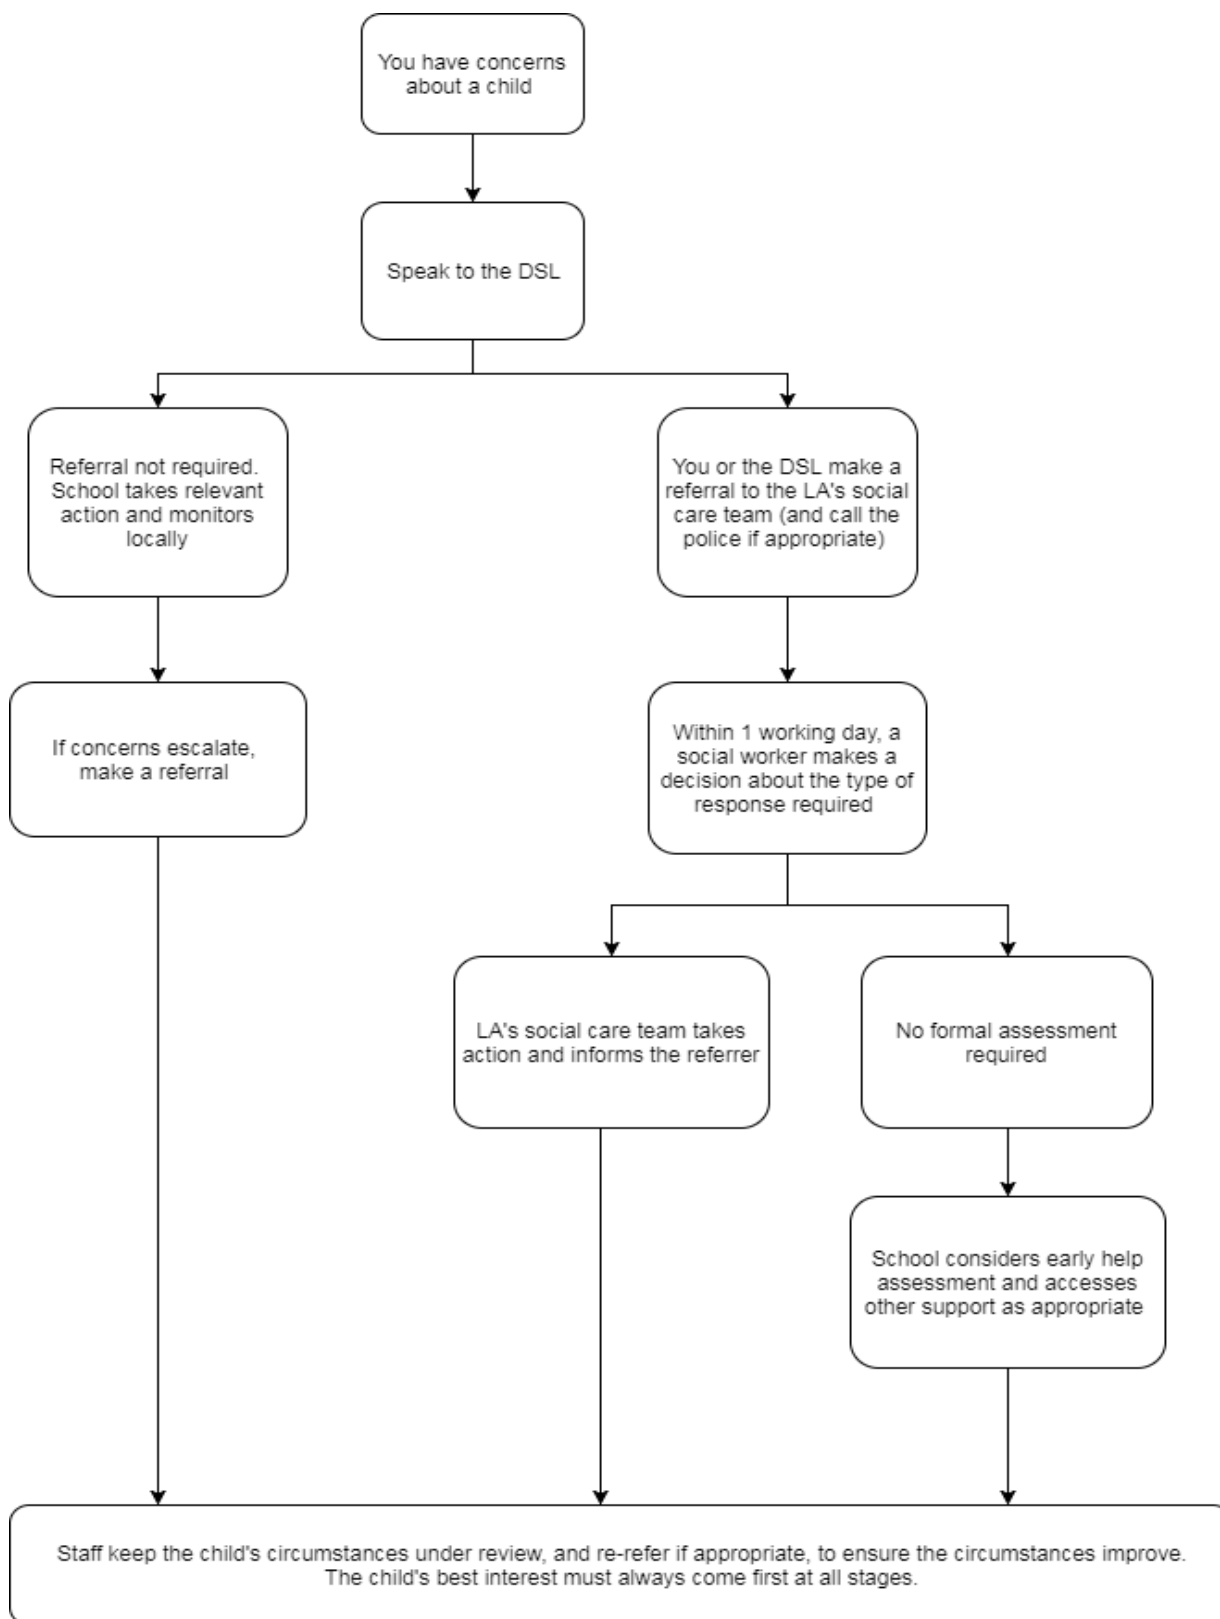 You have concerns
about a child
Speak to the DSL
Referral not required.
School takes relevant
action and monitors
locally
You or the DSL make a
referral to the LA's social
care team (and call the
police if appropriate)
If concerns escalate,
make a referral
Within 1 working day, a
social worker makes a
decision about the type of
response required
LA's social care team takes
action and informs the referrer
No formal assessment
required
School considers early help
assessment and accesses
other support as appropriate
Staff keep the child's circumstances under review, and re-refer if appropriate, to ensure the circumstances improve.
The child's best interest must always come first at all stages.